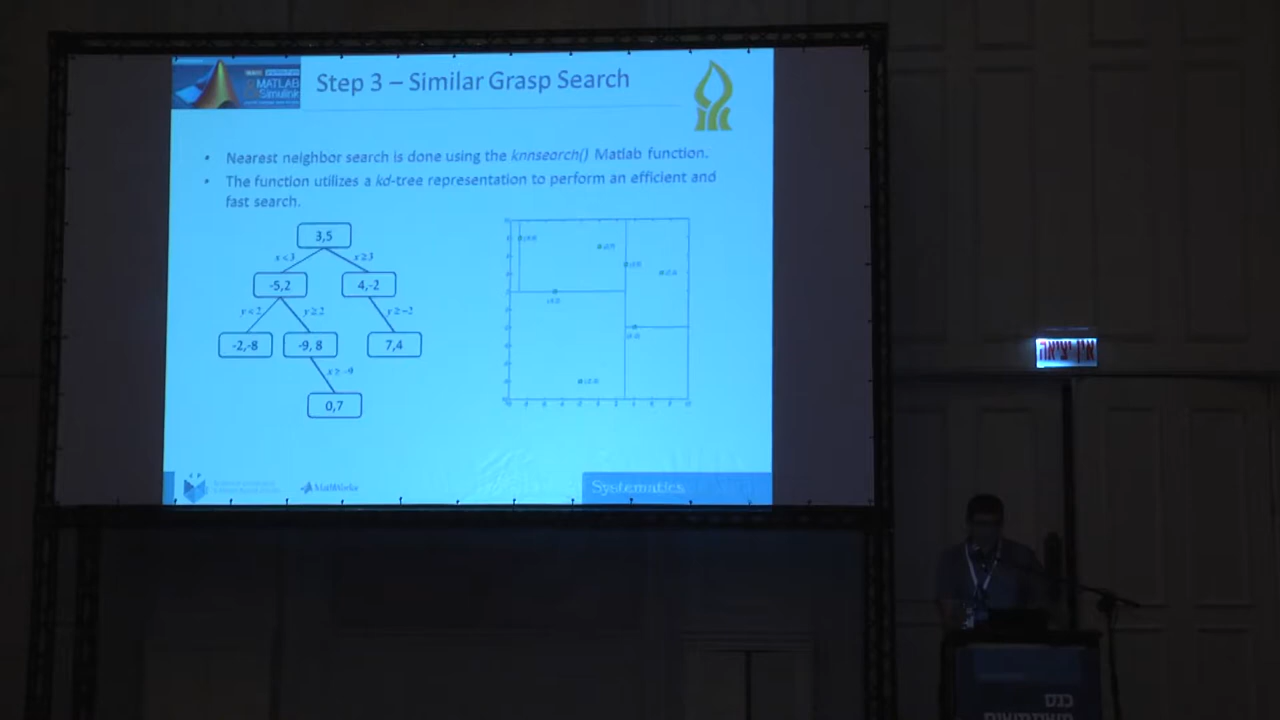 MATLAB
Simulink
Step 3 – Similar Grasp Search
• Nearest neighbor search is done using the knnsearch() Matlab function.
• The function utilizes a kd-tree representation to perform an efficient and
fast search.
3,5
x < 3
x ≥ 3
-5,2
4,-2
y < 2
y ≥ 2
y ≥ -2
-2,-8
-9, 8
7,4
x ≥ -9
0,7
MathWorks
Systematics
אין יציאה
כנס
משתמשים